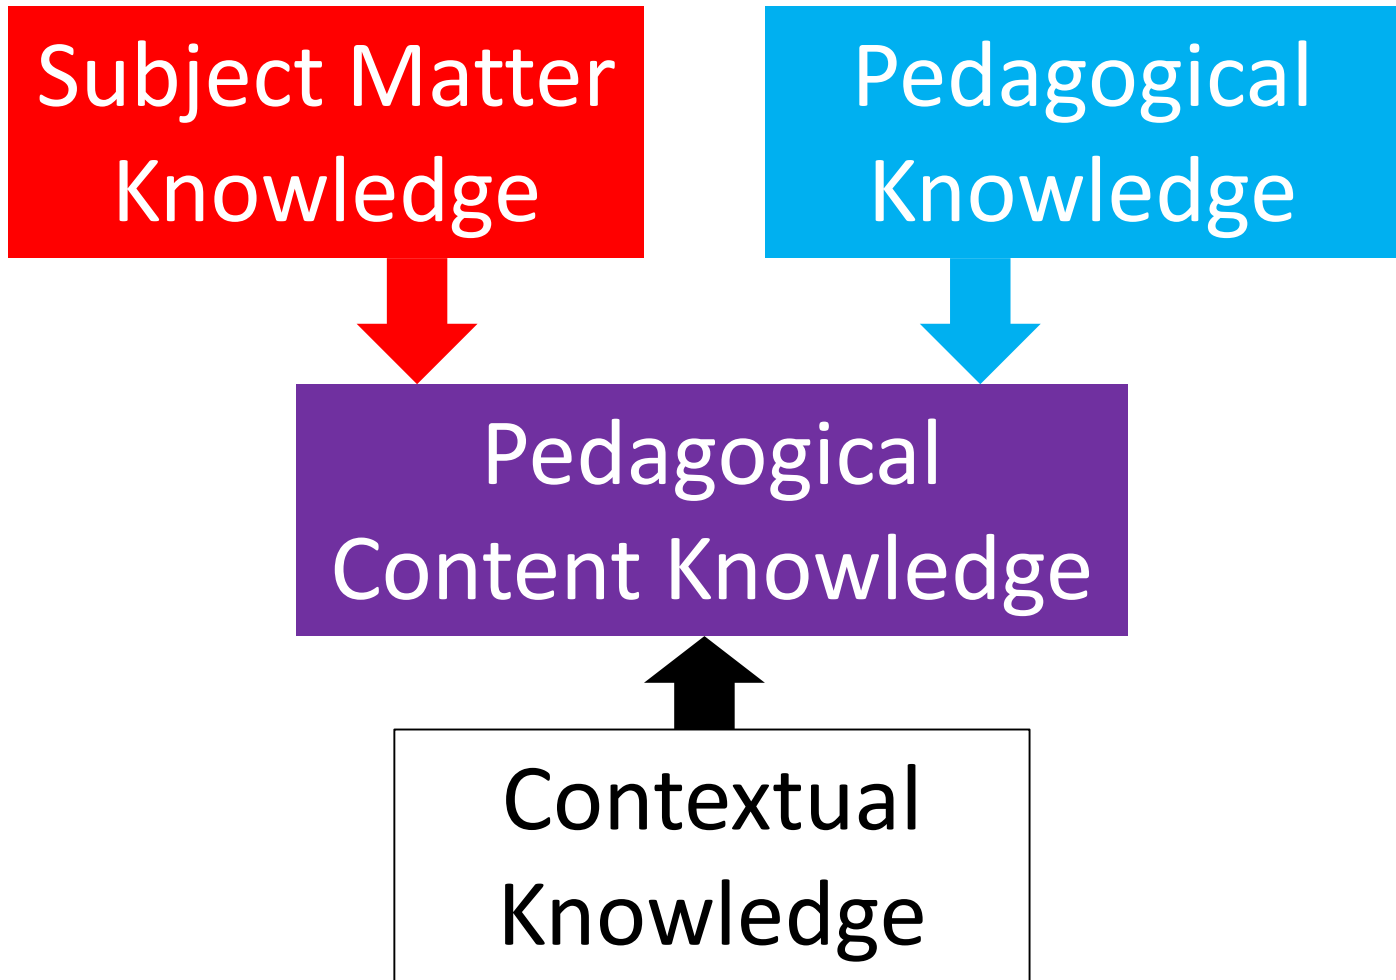 Subject Matter
Knowledge
Pedagogical
Knowledge
Pedagogical
Content Knowledge
Contextual
Knowledge